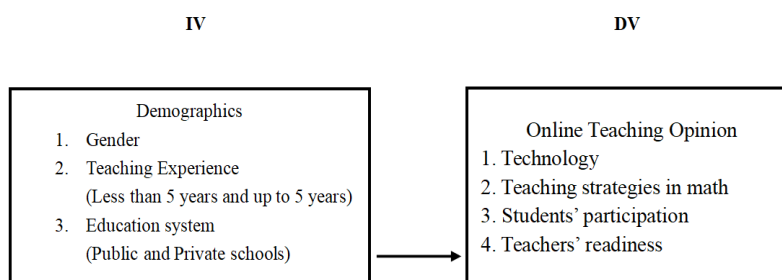 IV
DV
Demographics
1. Gender
2. Teaching Experience
(Less than 5 years and up to 5 years)
3. Education system
(Public and Private schools)
Online Teaching Opinion
1. Technology
2. Teaching strategies in math
3. Students’ participation
4. Teachers’ readiness